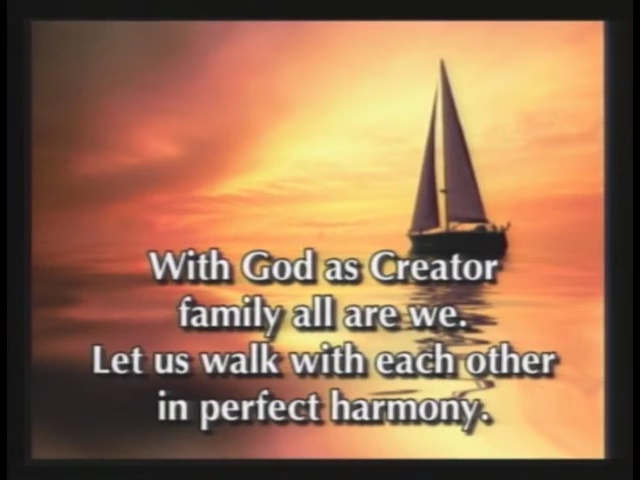 With God as Creator
family all are we.
Let us walk with each other
in perfect harmony.